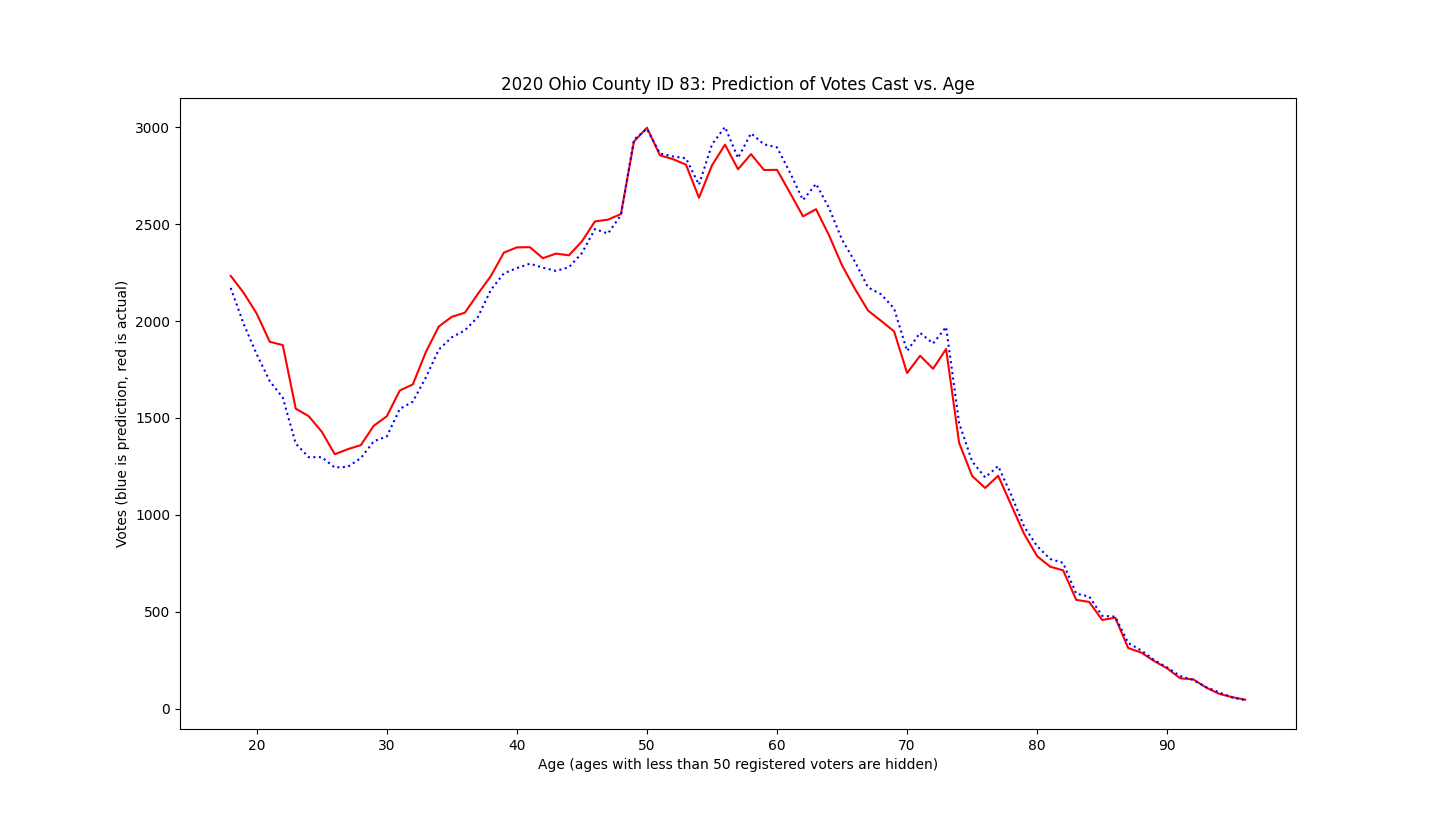 2020 Ohio County ID 83: Prediction of Votes Cast vs. Age
Votes (blue is prediction, red is actual)
3000
2500
2000
1500
1000
500
0
20 30 40 50 60 70 80 90
Age (ages with less than 50 registered voters are hidden)